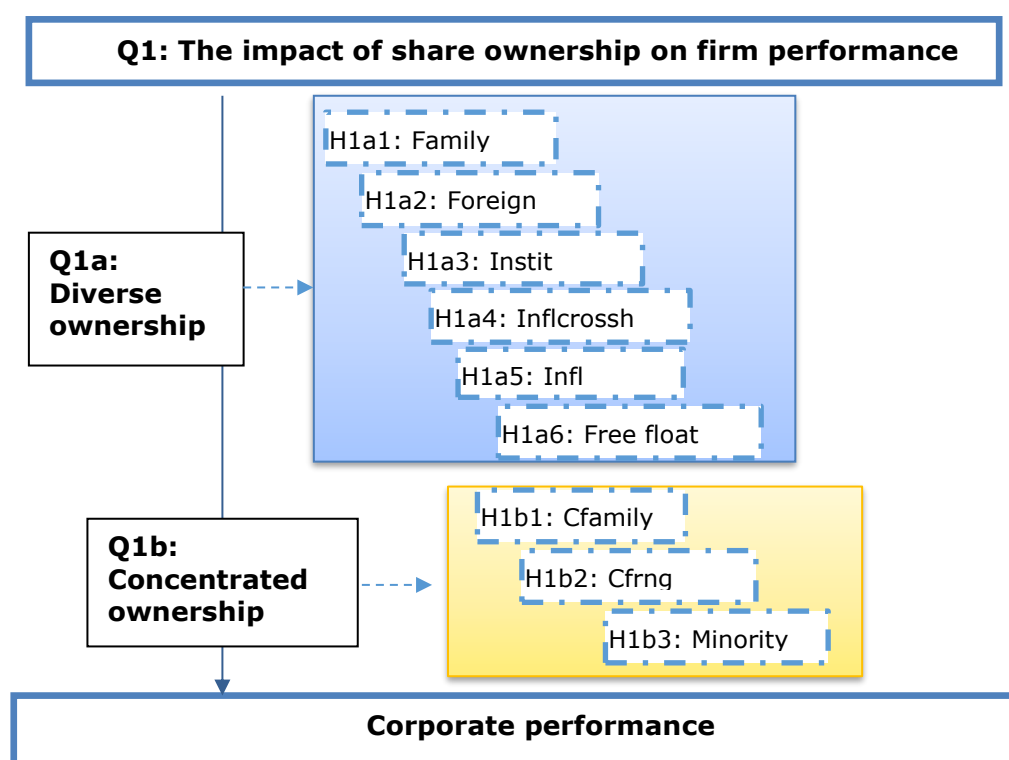 Q1: The impact of share ownership on firm performance
H1a1: Family
H1a2: Foreign
Q1a:
Diverse
ownership
H1a3: Instit
H1a4: Inflcrossh
H1a5: Infl
H1a6: Free float
Q1b:
Concentrated
ownership
H1b1: Cfamily
H1b2: Cfrng
H1b3: Minority
Corporate performance